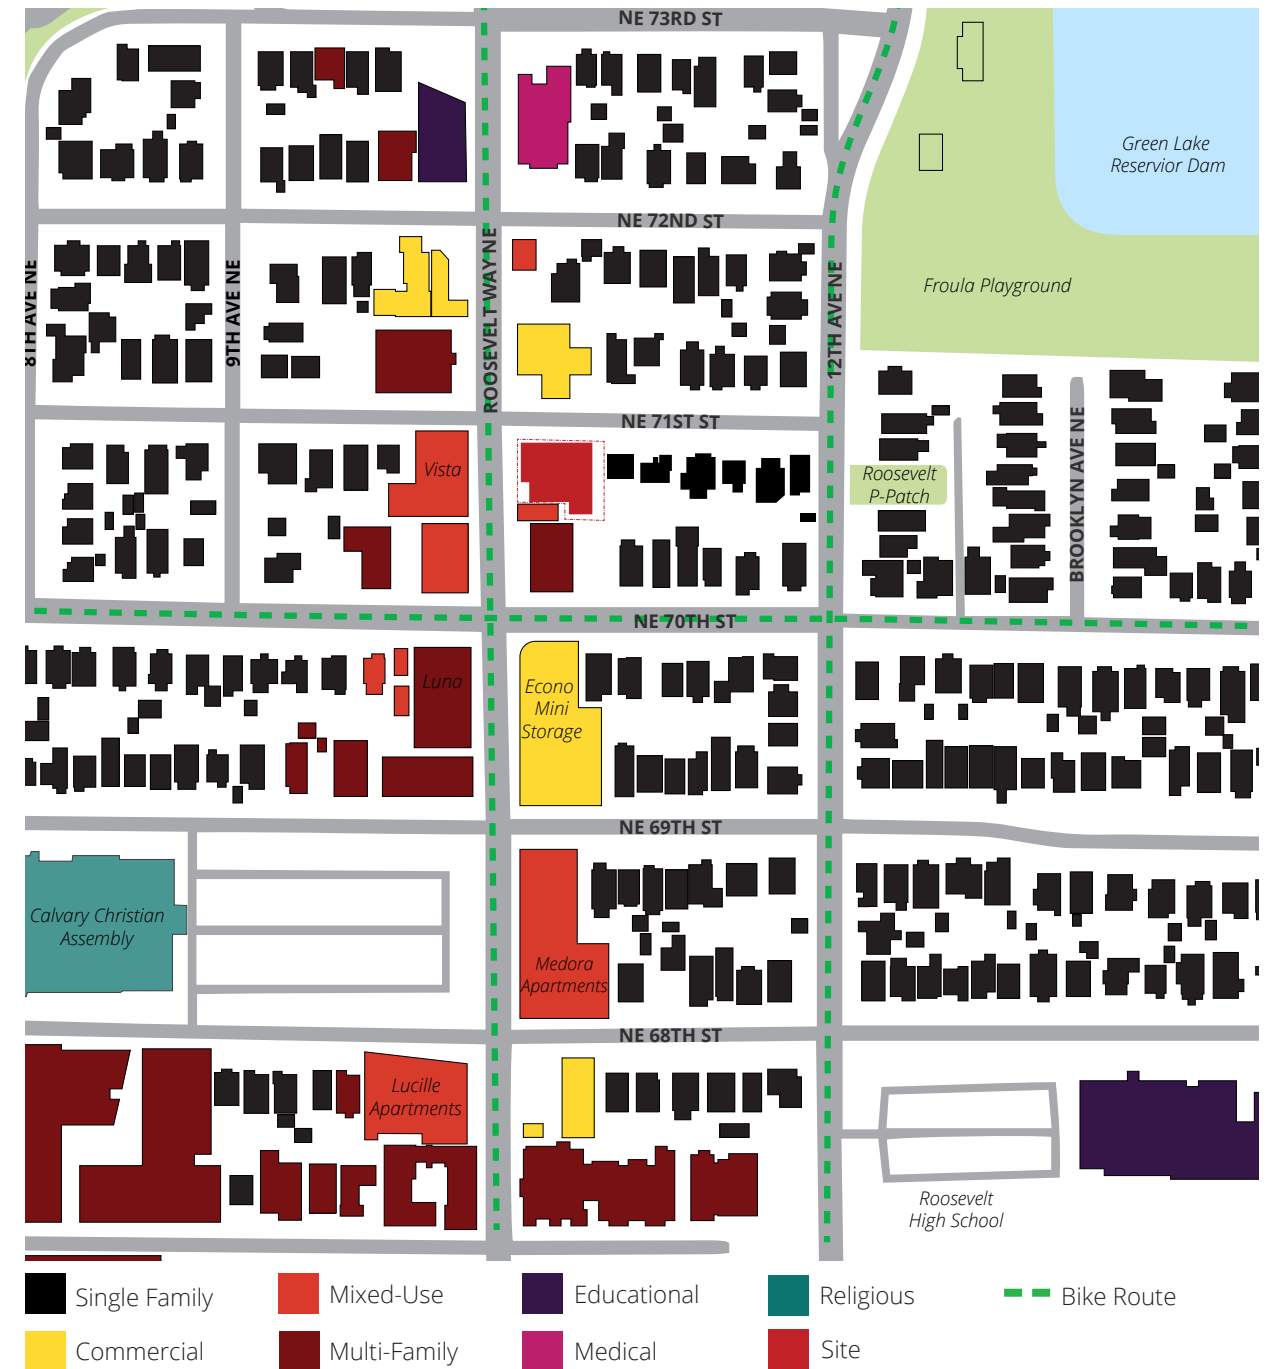 NE 73RD ST
Green Lake
Reservior Dam
NE 72ND ST
Froula Playground
8TH AVE NE
9TH AVE NE
ROOSEVELT WAY NE
12TH AVE NE
NE 71ST ST
BROOKLYN AVE NE
Vista
Roosevelt
P-Patch
NE 70TH ST
Luna
Econo
Mini
Storage
NE 69TH ST
Calvary Christian
Assembly
Medora
Apartments
NE 68TH ST
Lucille
Apartments
Roosevelt
High School
Single Family
Mixed-Use
Educational
Religious
Bike Route
Commercial
Multi-Family
Medical
Site